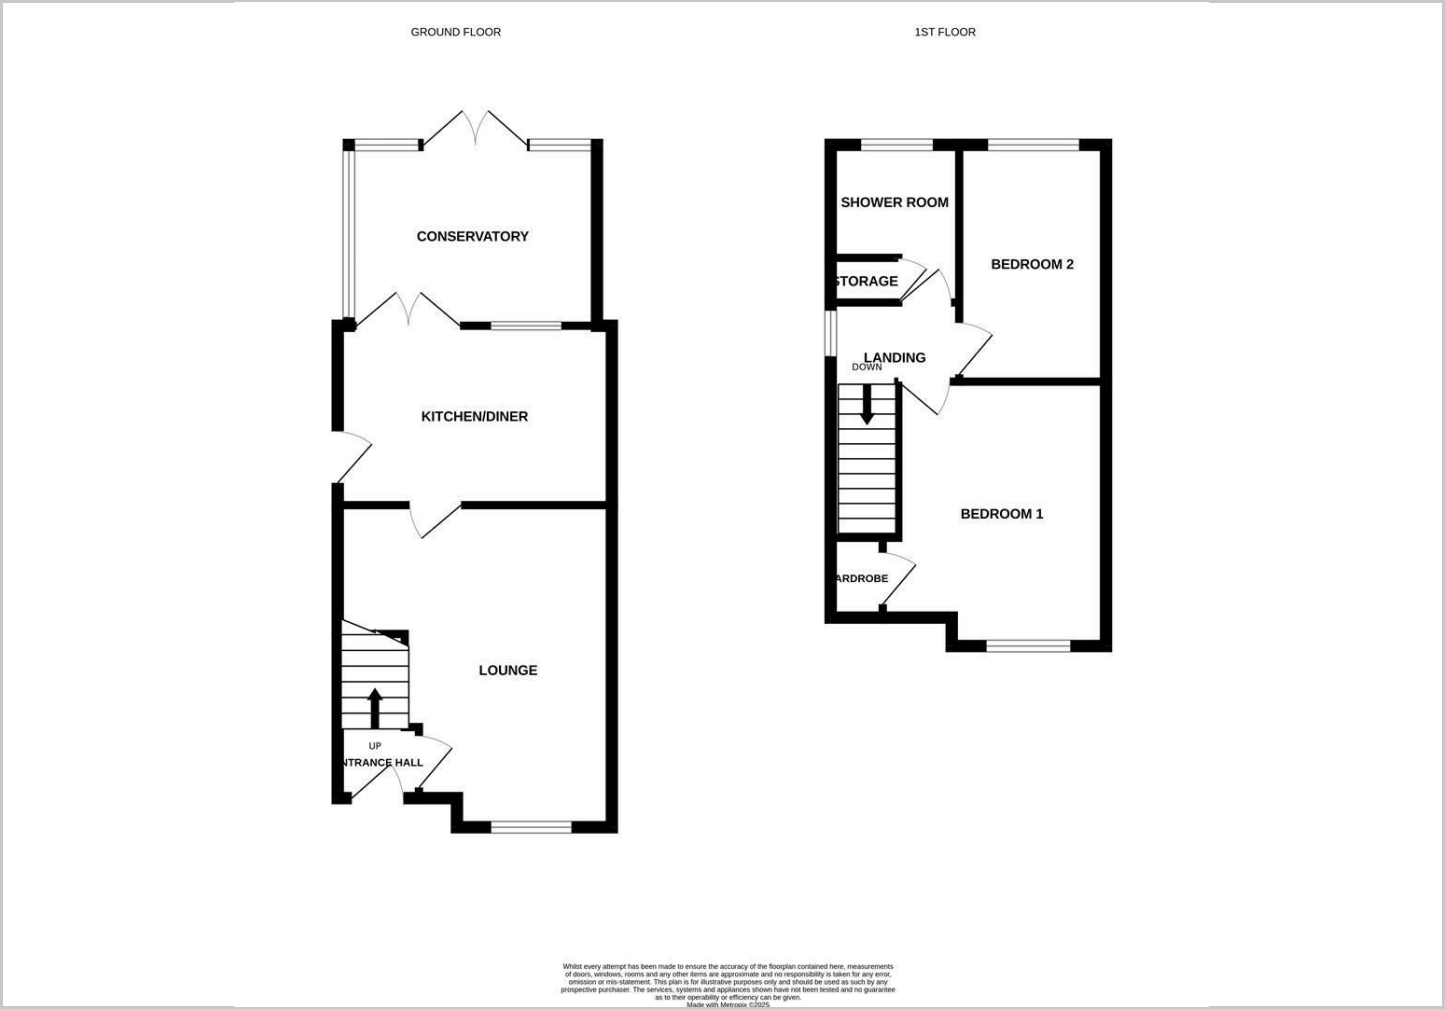 GROUND FLOOR
1ST FLOOR
CONSERVATORY
KITCHEN/DINER
LOUNGE
UP
NTRANCE HALL
SHOWER ROOM
BEDROOM 2
STORAGE
LANDING
DOWN
BEDROOM 1
ARDROBE
Whilst every attempt has been made to ensure the accuracy of the floorplan contained here, measurements
of doors, windows, rooms and any other items are approximate and no responsibility is taken for any error,
omission or mis-statement. This plan is for illustrative purposes only and should be used as such by any
prospective purchaser. The services, systems and appliances shown have not been tested and no guarantee
as to their operability or efficiency can be given.
Made with Metropix ©2025